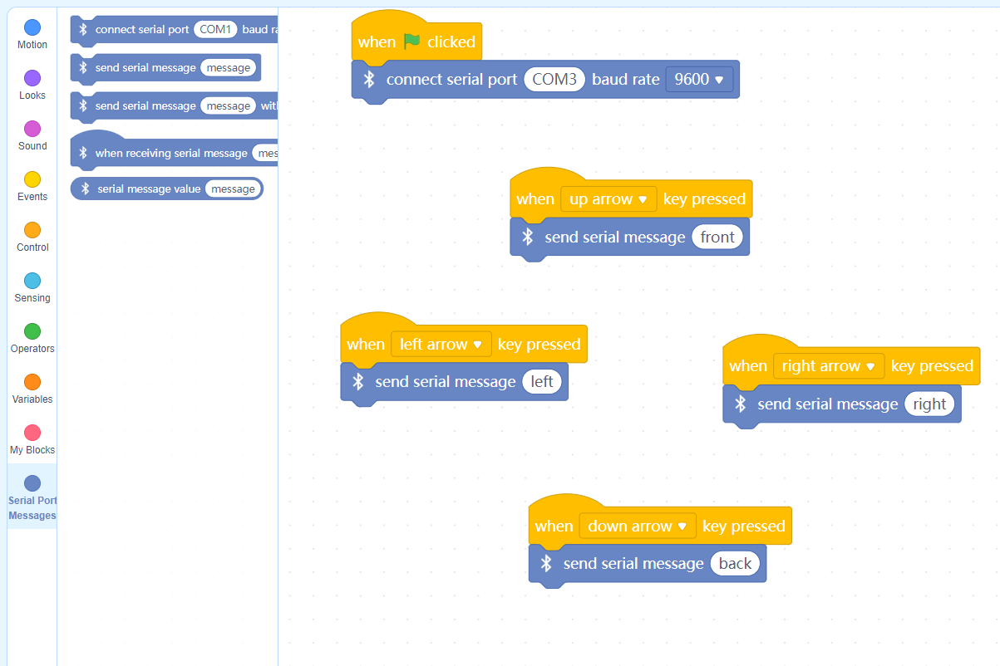 Motion
Looks
Sound
Events
Control
Sensing
Operators
Variables
My Blocks
Serial Port
Messages
connect serial port COM1 baud
send serial message message
send serial message message
when receiving serial message
serial message value message
when clicked
connect serial port COM3 baud rate 9600
when up arrow key pressed
send serial message front
when left arrow key pressed
send serial message left
when right arrow key pressed
send serial message right
when down arrow key pressed
send serial message back